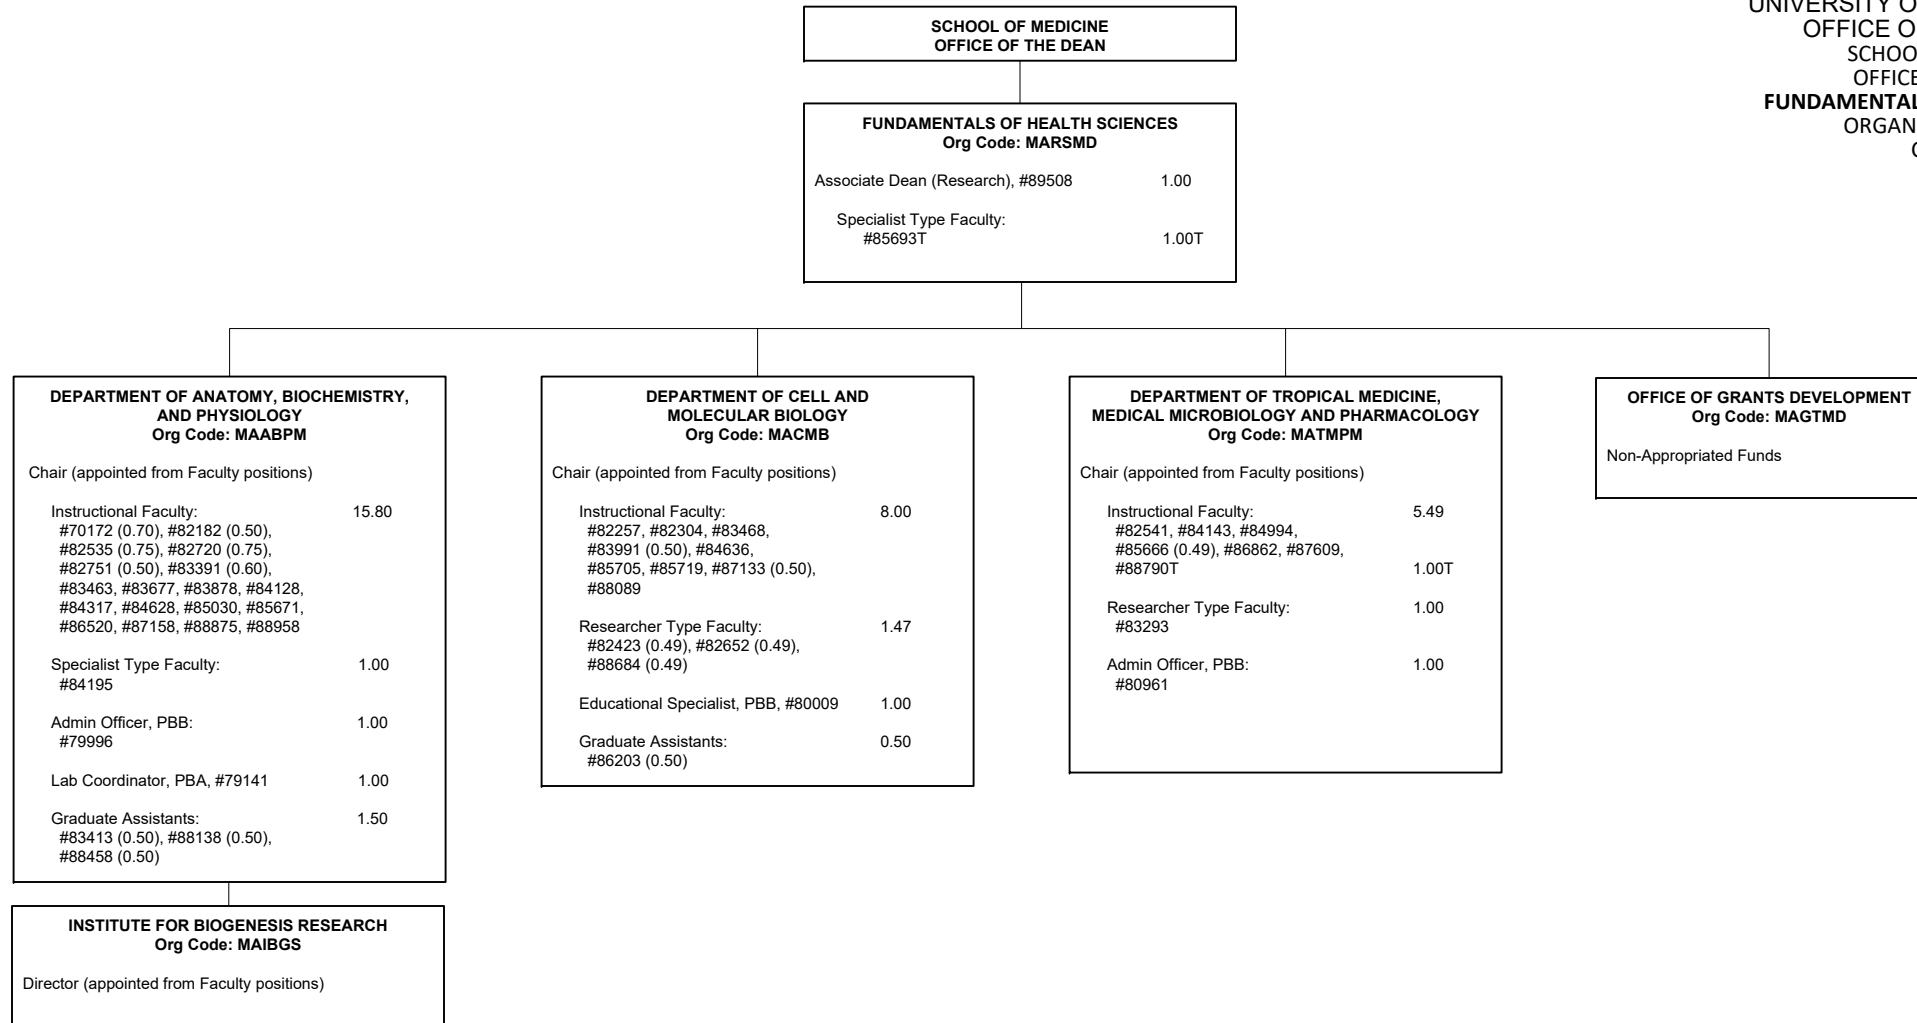 UNIVERSITY O
OFFICE O
SCHOO
OFFICE
FUNDAMENTAL
ORGAN
SCHOOL OF MEDICINE
OFFICE OF THE DEAN
FUNDAMENTALS OF HEALTH SCIENCES
Org Code: MARSMD
Associate Dean (Research), #89508 1.00
Specialist Type Faculty:
#85693T 1.00T
DEPARTMENT OF ANATOMY, BIOCHEMISTRY,
AND PHYSIOLOGY
Org Code: MAABPM
Chair (appointed from Faculty positions)
Instructional Faculty: 15.80
#70172 (0.70), #82182 (0.50),
#82535 (0.75), #82720 (0.75),
#82751 (0.50), #83391 (0.60),
#83463, #83677, #83878, #84128,
#84317, #84628, #85030, #85671,
#86520, #87158, #88875, #88958
Specialist Type Faculty: 1.00
#84195
Admin Officer, PBB: 1.00
#79996
Lab Coordinator, PBA, #79141 1.00
Graduate Assistants: 1.50
#83413 (0.50), #88138 (0.50),
#88458 (0.50)
INSTITUTE FOR BIOGENESIS RESEARCH
Org Code: MAIBGS
Director (appointed from Faculty positions)
DEPARTMENT OF CELL AND
MOLECULAR BIOLOGY
Org Code: MACMB
Chair (appointed from Faculty positions)
Instructional Faculty: 8.00
#82257, #82304, #83468,
#83991 (0.50), #84636,
#85705, #85719, #87133 (0.50),
#88089
Researcher Type Faculty: 1.47
#82423 (0.49), #82652 (0.49),
#88684 (0.49)
Educational Specialist, PBB, #80009 1.00
Graduate Assistants: 0.50
#86203 (0.50)
DEPARTMENT OF TROPICAL MEDICINE,
MEDICAL MICROBIOLOGY AND PHARMACOLOGY
Org Code: MATMPM
Chair (appointed from Faculty positions)
Instructional Faculty: 5.49
#82541, #84143, #84994,
#85666 (0.49), #86862, #87609,
#88790T 1.00T
Researcher Type Faculty: 1.00
#83293
Admin Officer, PBB: 1.00
#80961
OFFICE OF GRANTS DEVELOPMENT
Org Code: MAGTMD
Non-Appropriated Funds